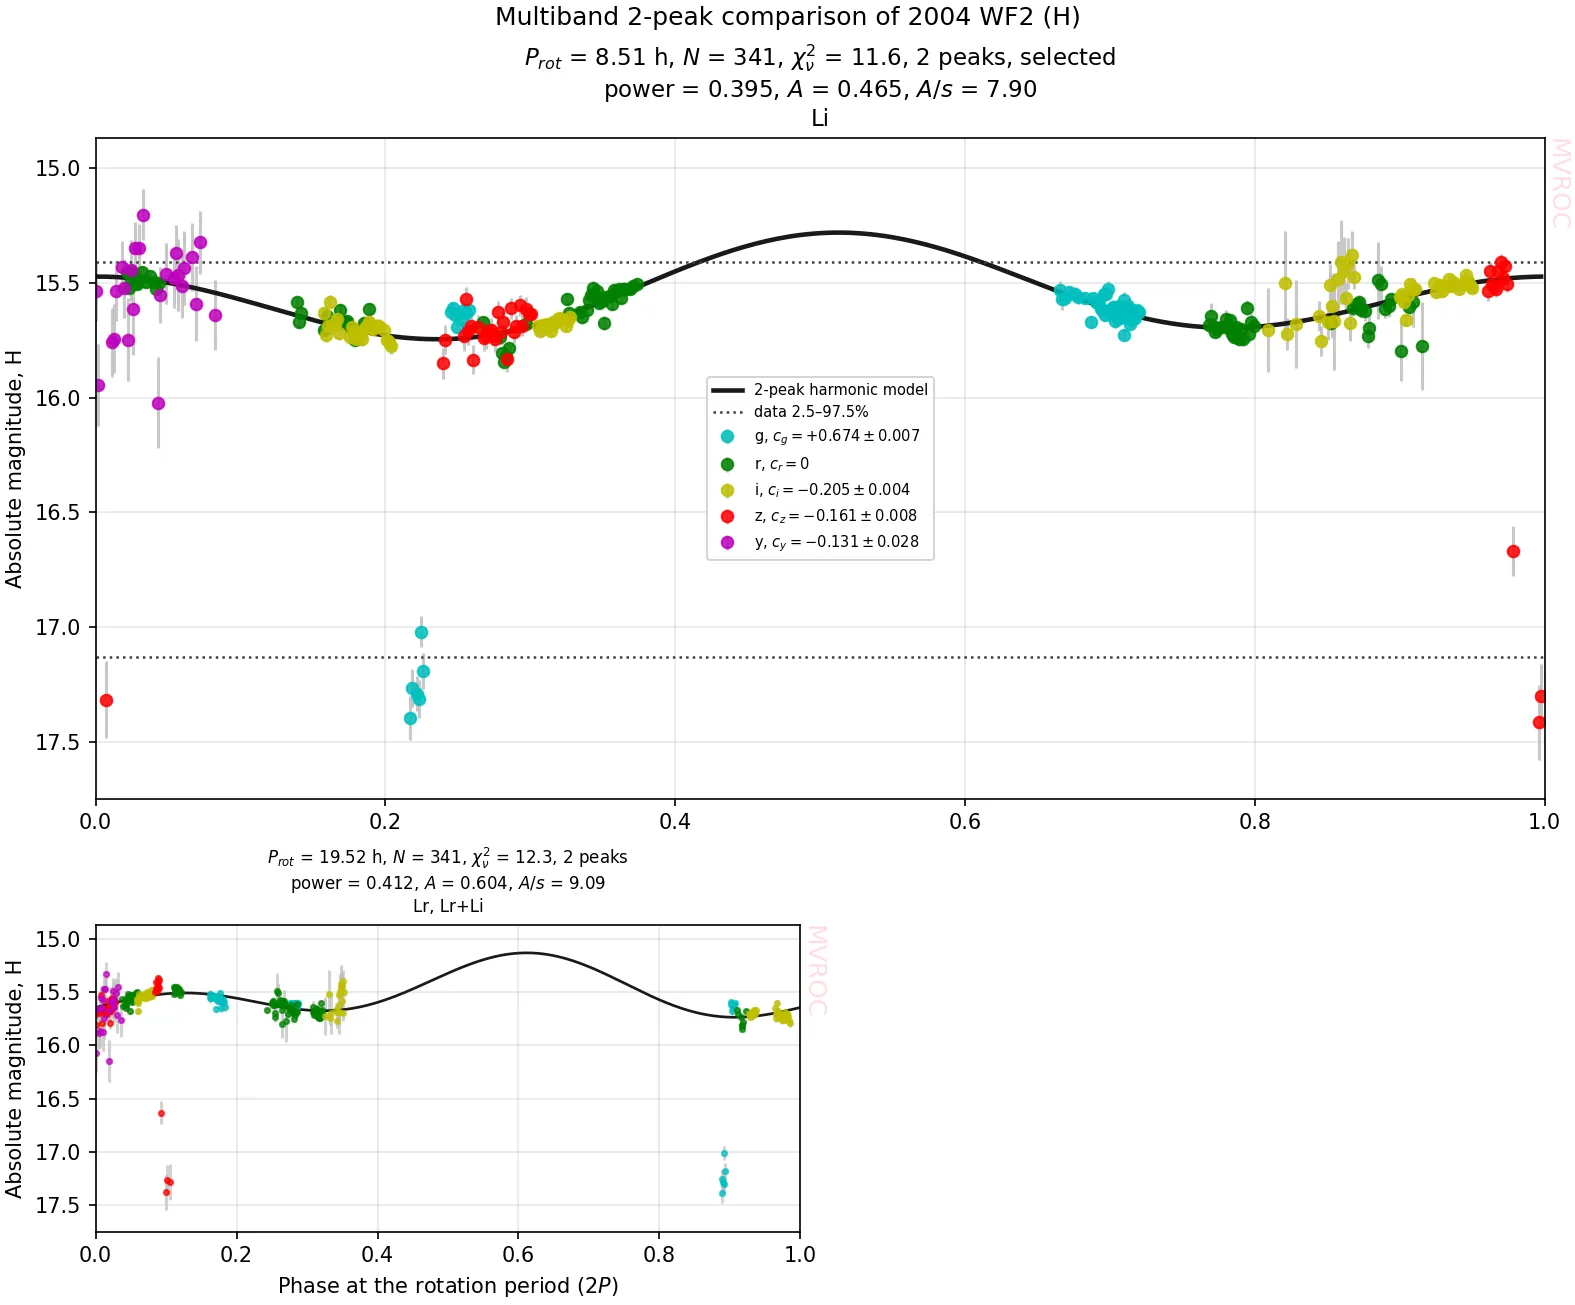 Multiband 2-peak comparison of 2004 WF2 (H)
P_rot = 8.51 h, N = 341, χ²_ν = 11.6, 2 peaks, selected
power = 0.395, A = 0.465, A/s = 7.90
Li
MVROC
Absolute magnitude, H
15.0
15.5
16.0
16.5
17.0
17.5
2-peak harmonic model
data 2.5–97.5%
g, c_g = +0.674 ± 0.007
r, c_r = 0
i, c_i = −0.205 ± 0.004
z, c_z = −0.161 ± 0.008
y, c_y = −0.131 ± 0.028
0.0 0.2 0.4 0.6 0.8 1.0
P_rot = 19.52 h, N = 341, χ²_ν = 12.3, 2 peaks
power = 0.412, A = 0.604, A/s = 9.09
Lr, Lr+Li
MVROC
Absolute magnitude, H
15.0
15.5
16.0
16.5
17.0
17.5
0.0 0.2 0.4 0.6 0.8 1.0
Phase at the rotation period (2P)